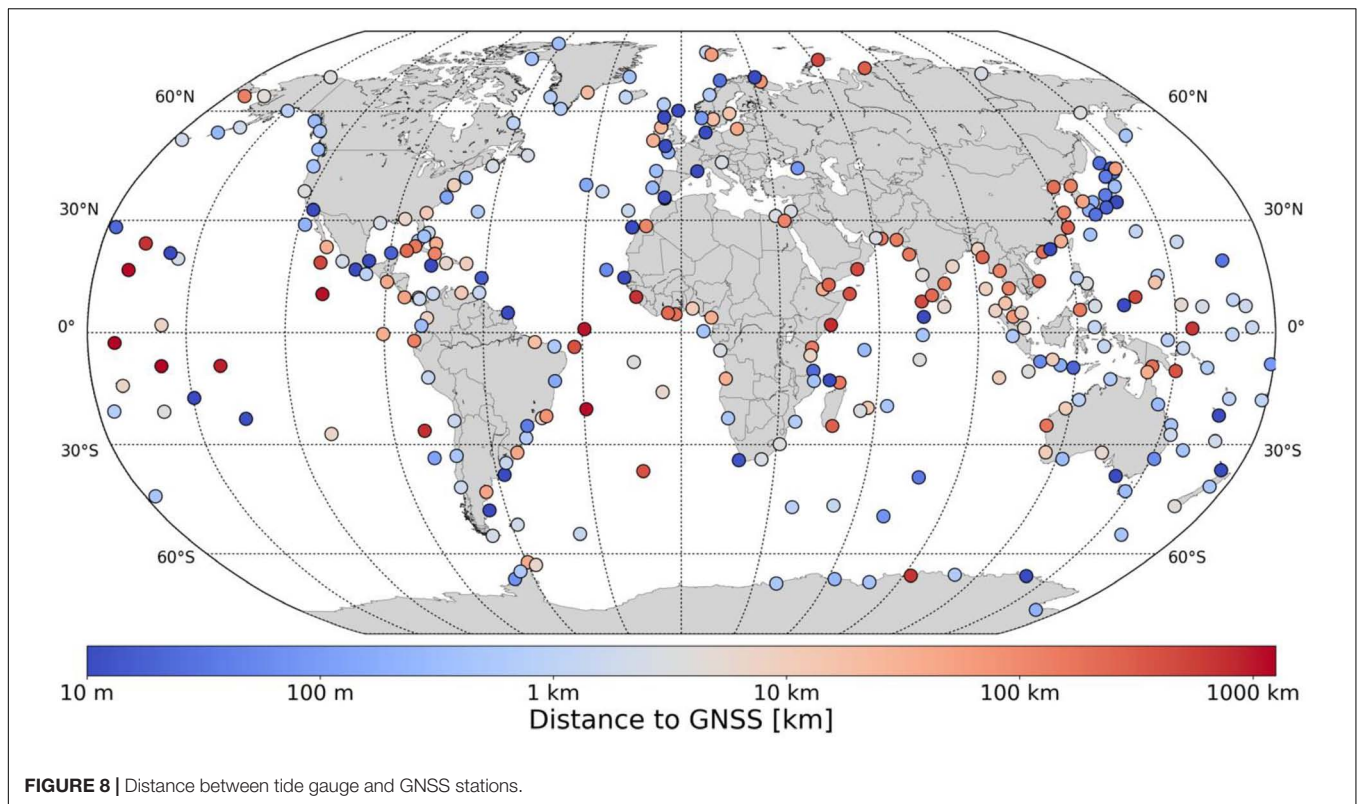 60°N 60°N
30°N 30°N
0° 0°
30°S 30°S
60°S 60°S
10 m 100 m 1 km 10 km 100 km 1000 km
Distance to GNSS [km]
FIGURE 8 | Distance between tide gauge and GNSS stations.